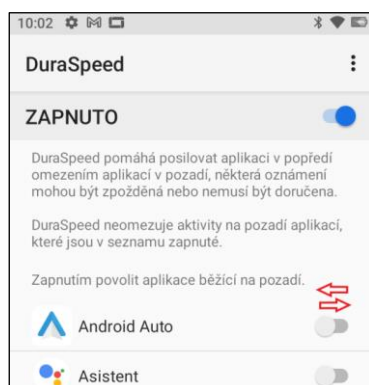 10:02
DuraSpeed
ZAPNUTO
DuraSpeed pomáhá posilovat aplikaci v popředí
omezením aplikací v pozadí, některá oznámení
mohou být zpožděná nebo nemusí být doručena.
DuraSpeed neomezuje aktivity na pozadí aplikací,
které jsou v seznamu zapnuté.
Zapnutím povolit aplikace běžící na pozadí.
Android Auto
Asistent